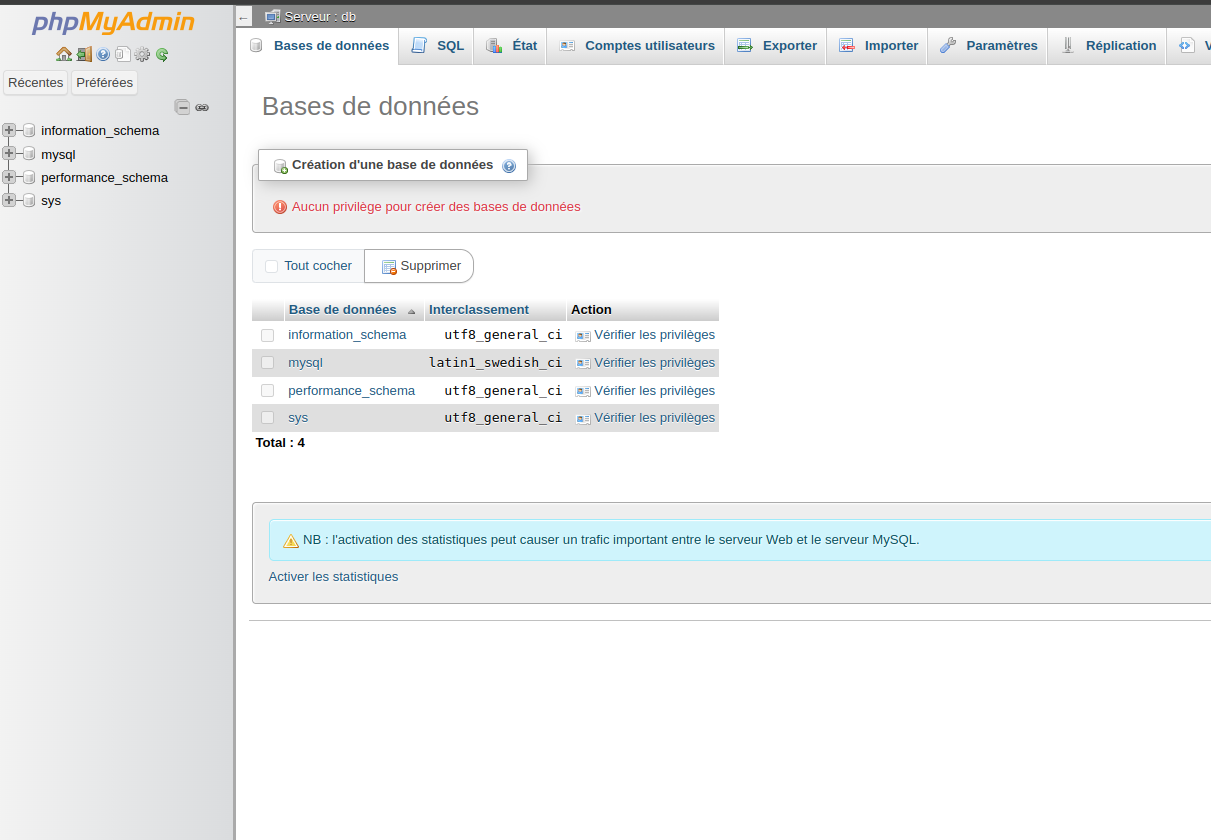 phpMyAdmin
Récentes Préférées
information_schema
mysql
performance_schema
sys
← Serveur : db
Bases de données SQL État Comptes utilisateurs Exporter Importer Paramètres Réplication V
Bases de données
Création d'une base de données
Aucun privilège pour créer des bases de données
Tout cocher Supprimer
Base de données Interclassement Action
information_schema utf8_general_ci Vérifier les privilèges
mysql latin1_swedish_ci Vérifier les privilèges
performance_schema utf8_general_ci Vérifier les privilèges
sys utf8_general_ci Vérifier les privilèges
Total : 4
NB : l'activation des statistiques peut causer un trafic important entre le serveur Web et le serveur MySQL.
Activer les statistiques